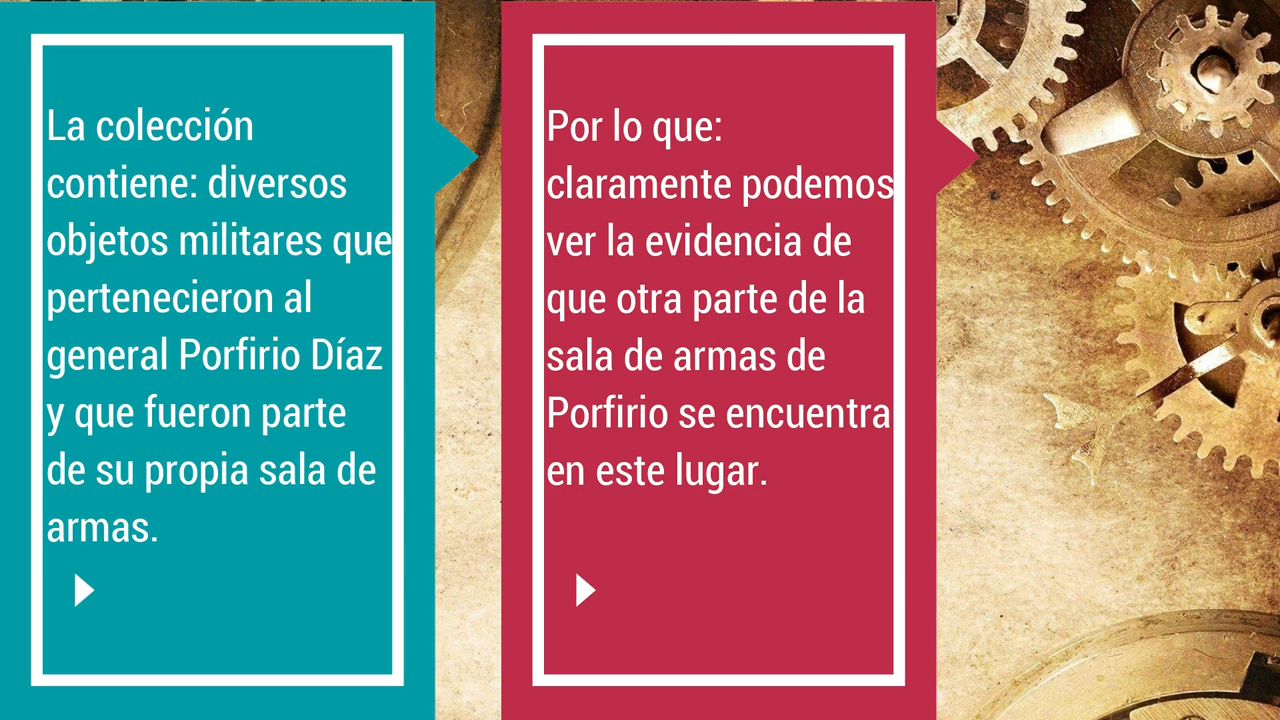 La colección
contiene: diversos
objetos militares que
pertenecieron al
general Porfirio Díaz
y que fueron parte
de su propia sala de
armas.
Por lo que:
claramente podemos
ver la evidencia de
que otra parte de la
sala de armas de
Porfirio se encuentra
en este lugar.